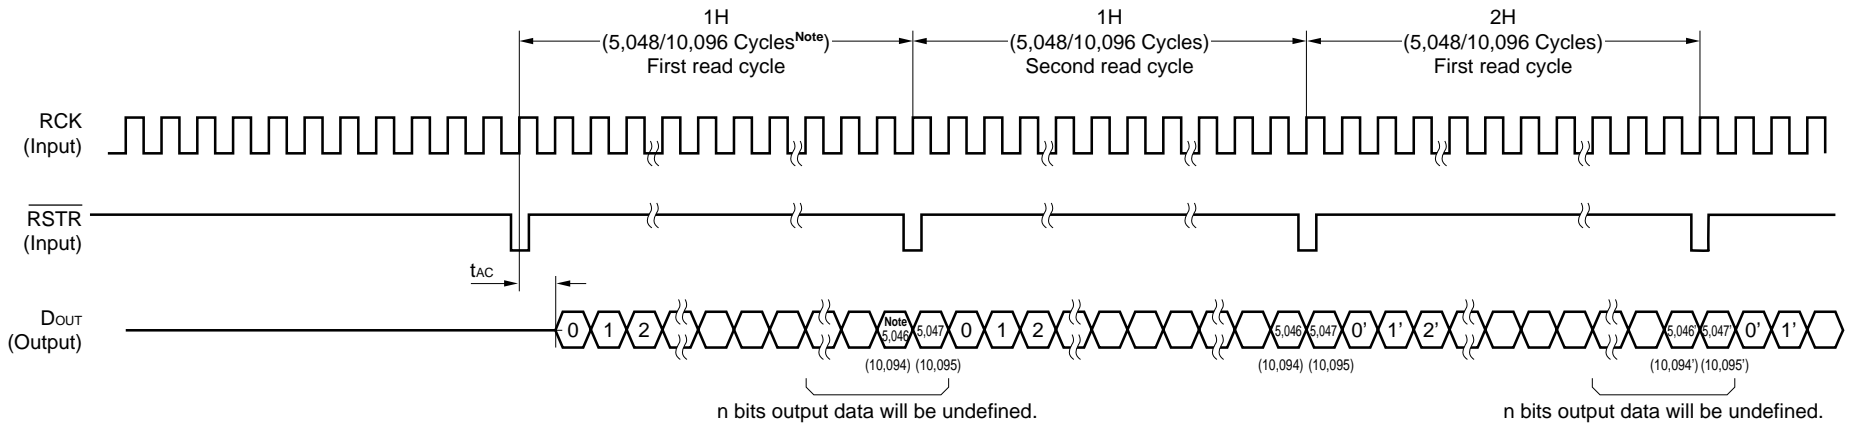 1H
(5,048/10,096 CyclesNote)
First read cycle
1H
(5,048/10,096 Cycles)
Second read cycle
2H
(5,048/10,096 Cycles)
First read cycle
RCK
(Input)
RSTR
(Input)
tAC
DOUT
(Output)
0 1 2 Note 5,046 5,047 0 1 2 5,046 5,047 0' 1' 2' 5,046' 5,047' 0' 1'
(10,094) (10,095) (10,094) (10,095) (10,094') (10,095')
n bits output data will be undefined.
n bits output data will be undefined.